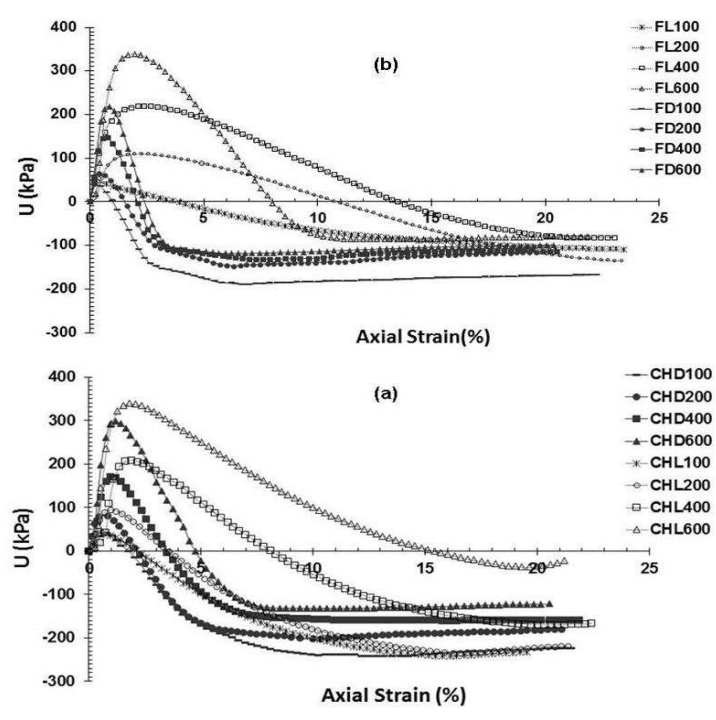 400
300
200
100
0
-100
-200
-300
U (kPa)
0
5
10
15
20
25
Axial Strain(%)
(b)
FL100
FL200
FL400
FL600
FD100
FD200
FD400
FD600
400
300
200
100
0
-100
-200
-300
U (kPa)
0
5
10
15
20
25
Axial Strain (%)
(a)
CHD100
CHD200
CHD400
CHD600
CHL100
CHL200
CHL400
CHL600